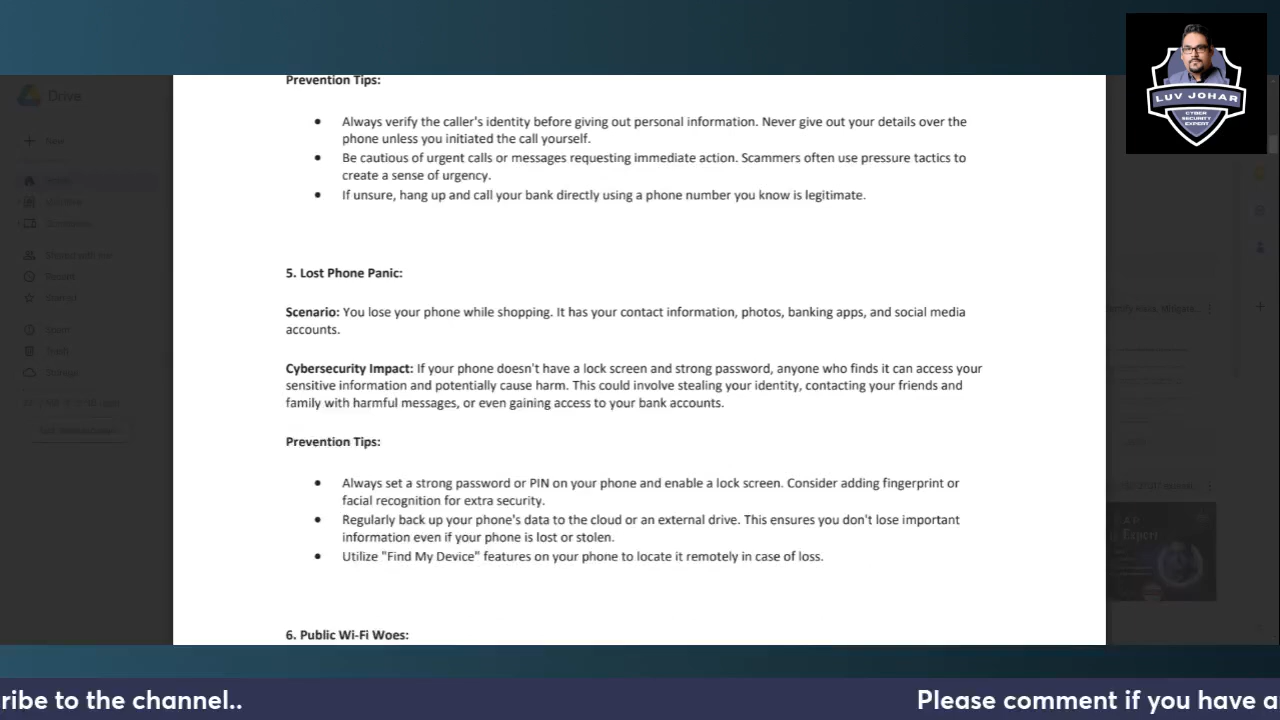 LUV JOHAR
CYBER
SECURITY
EXPERT
Drive
New
Prevention Tips:
• Always verify the caller's identity before giving out personal information. Never give out your details over the
phone unless you initiated the call yourself.
• Be cautious of urgent calls or messages requesting immediate action. Scammers often use pressure tactics to
create a sense of urgency.
• If unsure, hang up and call your bank directly using a phone number you know is legitimate.
5. Lost Phone Panic:
Scenario: You lose your phone while shopping. It has your contact information, photos, banking apps, and social media
accounts.
Cybersecurity Impact: If your phone doesn't have a lock screen and strong password, anyone who finds it can access your
sensitive information and potentially cause harm. This could involve stealing your identity, contacting your friends and
family with harmful messages, or even gaining access to your bank accounts.
Prevention Tips:
• Always set a strong password or PIN on your phone and enable a lock screen. Consider adding fingerprint or
facial recognition for extra security.
• Regularly back up your phone's data to the cloud or an external drive. This ensures you don't lose important
information even if your phone is lost or stolen.
• Utilize "Find My Device" features on your phone to locate it remotely in case of loss.
6. Public Wi-Fi Woes:
Shared with me
Recent
Starred
Spam
Trash
Storage
ribe to the channel.. Please comment if you have a